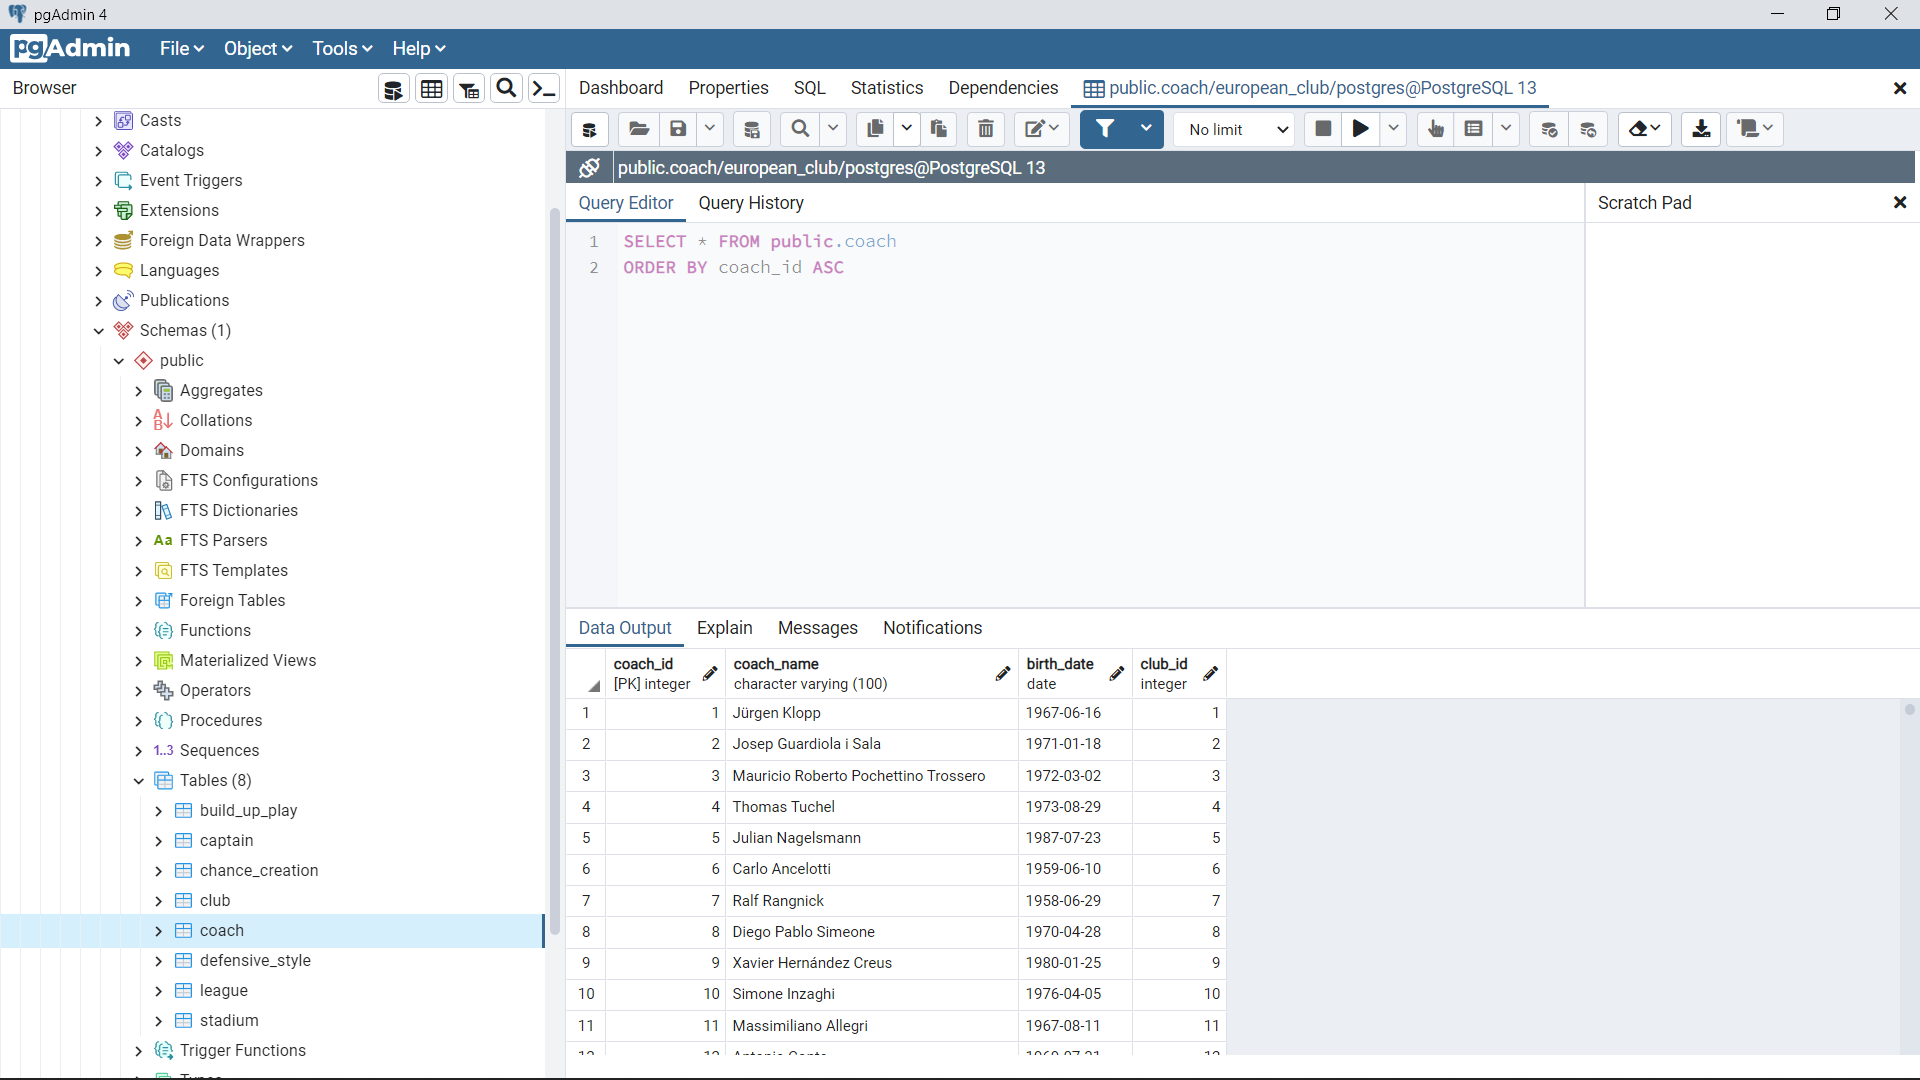 pgAdmin 4
pgAdmin File Object Tools Help
Browser
Dashboard Properties SQL Statistics Dependencies public.coach/european_club/postgres@PostgreSQL 13
No limit
public.coach/european_club/postgres@PostgreSQL 13
Query Editor Query History
Scratch Pad
1 SELECT * FROM public.coach
2 ORDER BY coach_id ASC
Casts
Catalogs
Event Triggers
Extensions
Foreign Data Wrappers
Languages
Publications
Schemas (1)
public
Aggregates
Collations
Domains
FTS Configurations
FTS Dictionaries
Aa FTS Parsers
FTS Templates
Foreign Tables
Functions
Materialized Views
Operators
Procedures
1..3 Sequences
Tables (8)
build_up_play
captain
chance_creation
club
coach
defensive_style
league
stadium
Trigger Functions
Data Output Explain Messages Notifications
coach_id coach_name birth_date club_id
[PK] integer character varying (100) date integer
1 1 Jürgen Klopp 1967-06-16 1
2 2 Josep Guardiola i Sala 1971-01-18 2
3 3 Mauricio Roberto Pochettino Trossero 1972-03-02 3
4 4 Thomas Tuchel 1973-08-29 4
5 5 Julian Nagelsmann 1987-07-23 5
6 6 Carlo Ancelotti 1959-06-10 6
7 7 Ralf Rangnick 1958-06-29 7
8 8 Diego Pablo Simeone 1970-04-28 8
9 9 Xavier Hernández Creus 1980-01-25 9
10 10 Simone Inzaghi 1976-04-05 10
11 11 Massimiliano Allegri 1967-08-11 11